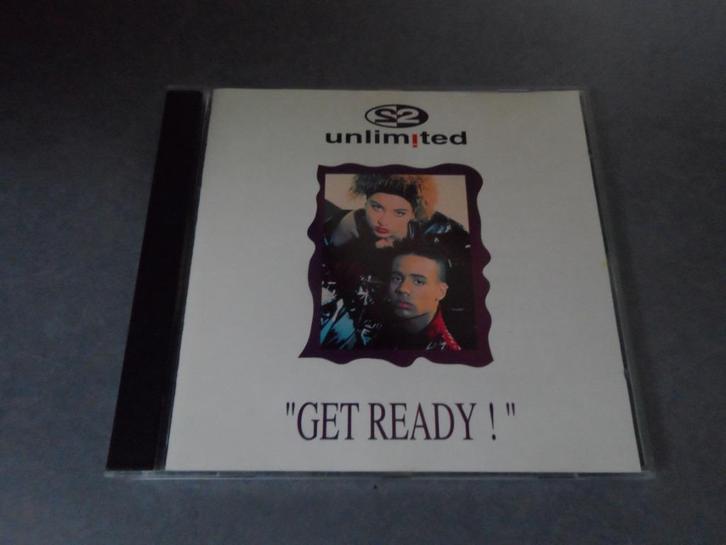 2
unlimited
"GET READY ! "